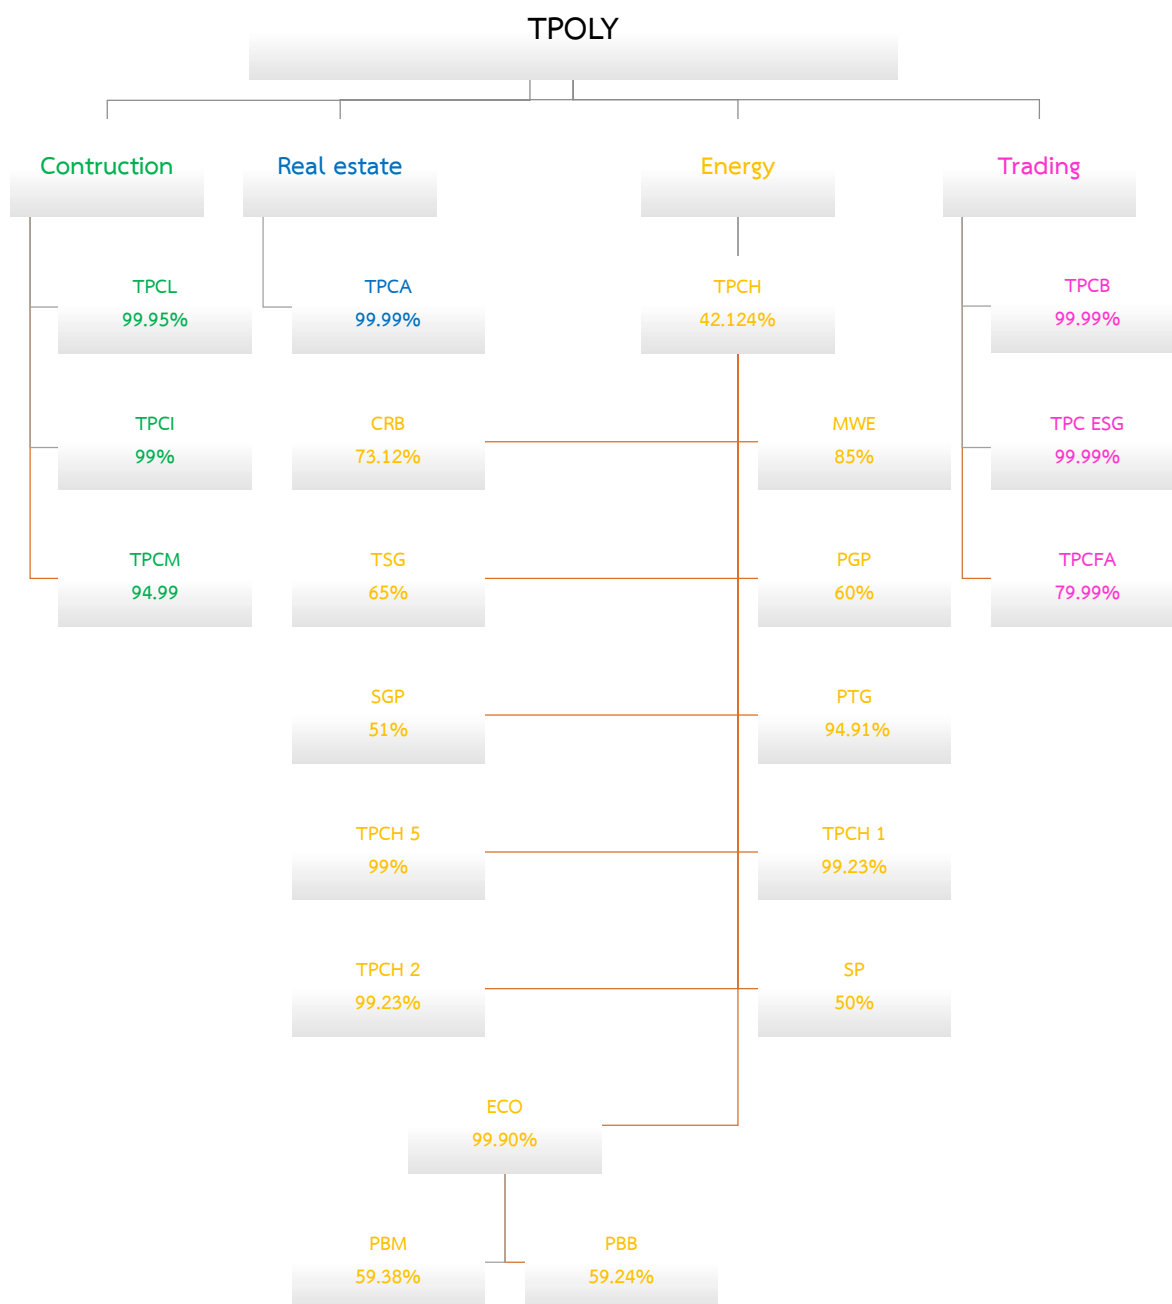 TPOLY
Contruction
Real estate
Energy
Trading
TPCL
99.95%
TPCA
99.99%
TPCH
42.124%
TPCB
99.99%
TPCI
99%
CRB
73.12%
MWE
85%
TPC ESG
99.99%
TPCM
94.99
TSG
65%
PGP
60%
TPCFA
79.99%
SGP
51%
PTG
94.91%
TPCH 5
99%
TPCH 1
99.23%
TPCH 2
99.23%
SP
50%
ECO
99.90%
PBM
59.38%
PBB
59.24%